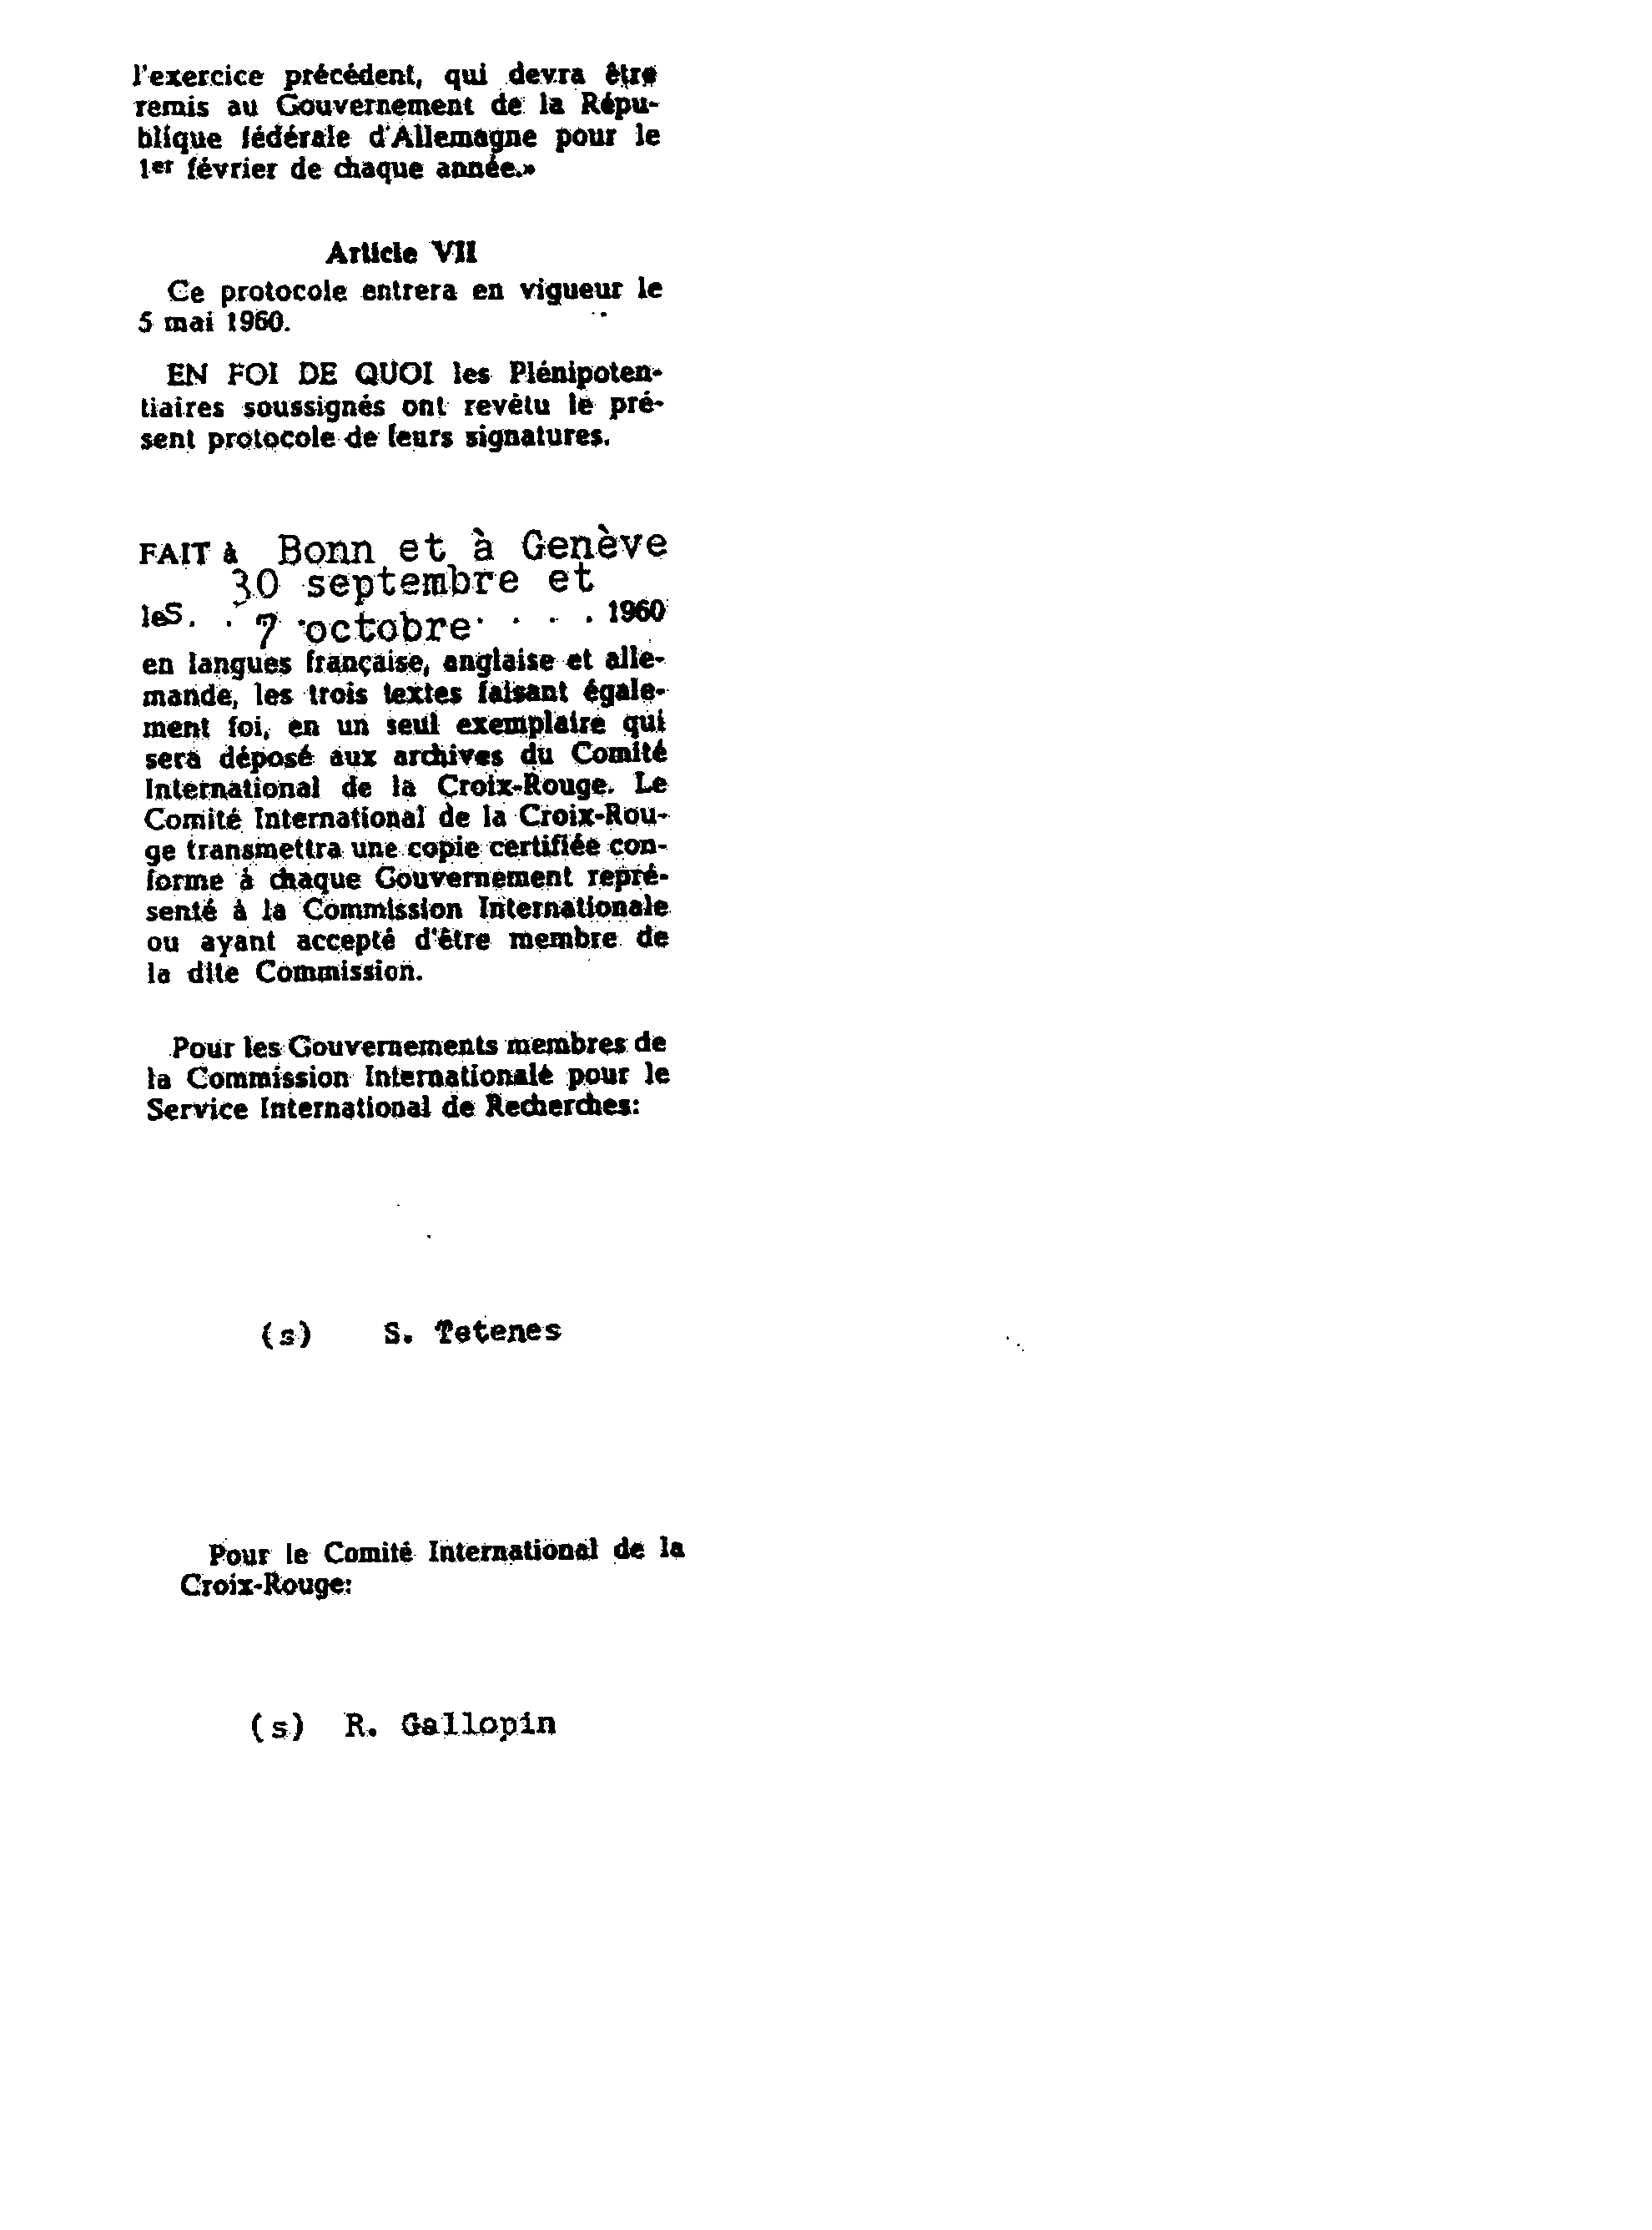 l'exercice précédent, qui devra être
remis au Gouvernement de la Répu-
blique fédérale d'Allemagne pour le
1er février de chaque année.»
Article VII
Ce protocole entrera en vigueur le
5 mai 1960.
EN FOI DE QUOI les Plénipoten-
tiaires soussignés ont revêtu le pré-
sent protocole de leurs signatures.
FAIT à Bonn et à Genève
30 septembre et
les. . 7 octobre . . . . 1960
en langues française, anglaise et alle-
mande, les trois textes faisant égale-
ment foi, en un seul exemplaire qui
sera déposé aux archives du Comité
International de la Croix-Rouge. Le
Comité International de la Croix-Rou-
ge transmettra une copie certifiée con-
forme à chaque Gouvernement repré-
senté à la Commission Internationale
ou ayant accepté d'être membre de
la dite Commission.
Pour les Gouvernements membres de
la Commission Internationale pour le
Service International de Recherches:
(s) S. Tetenes
Pour le Comité International de la
Croix-Rouge:
(s) R. Gallopin